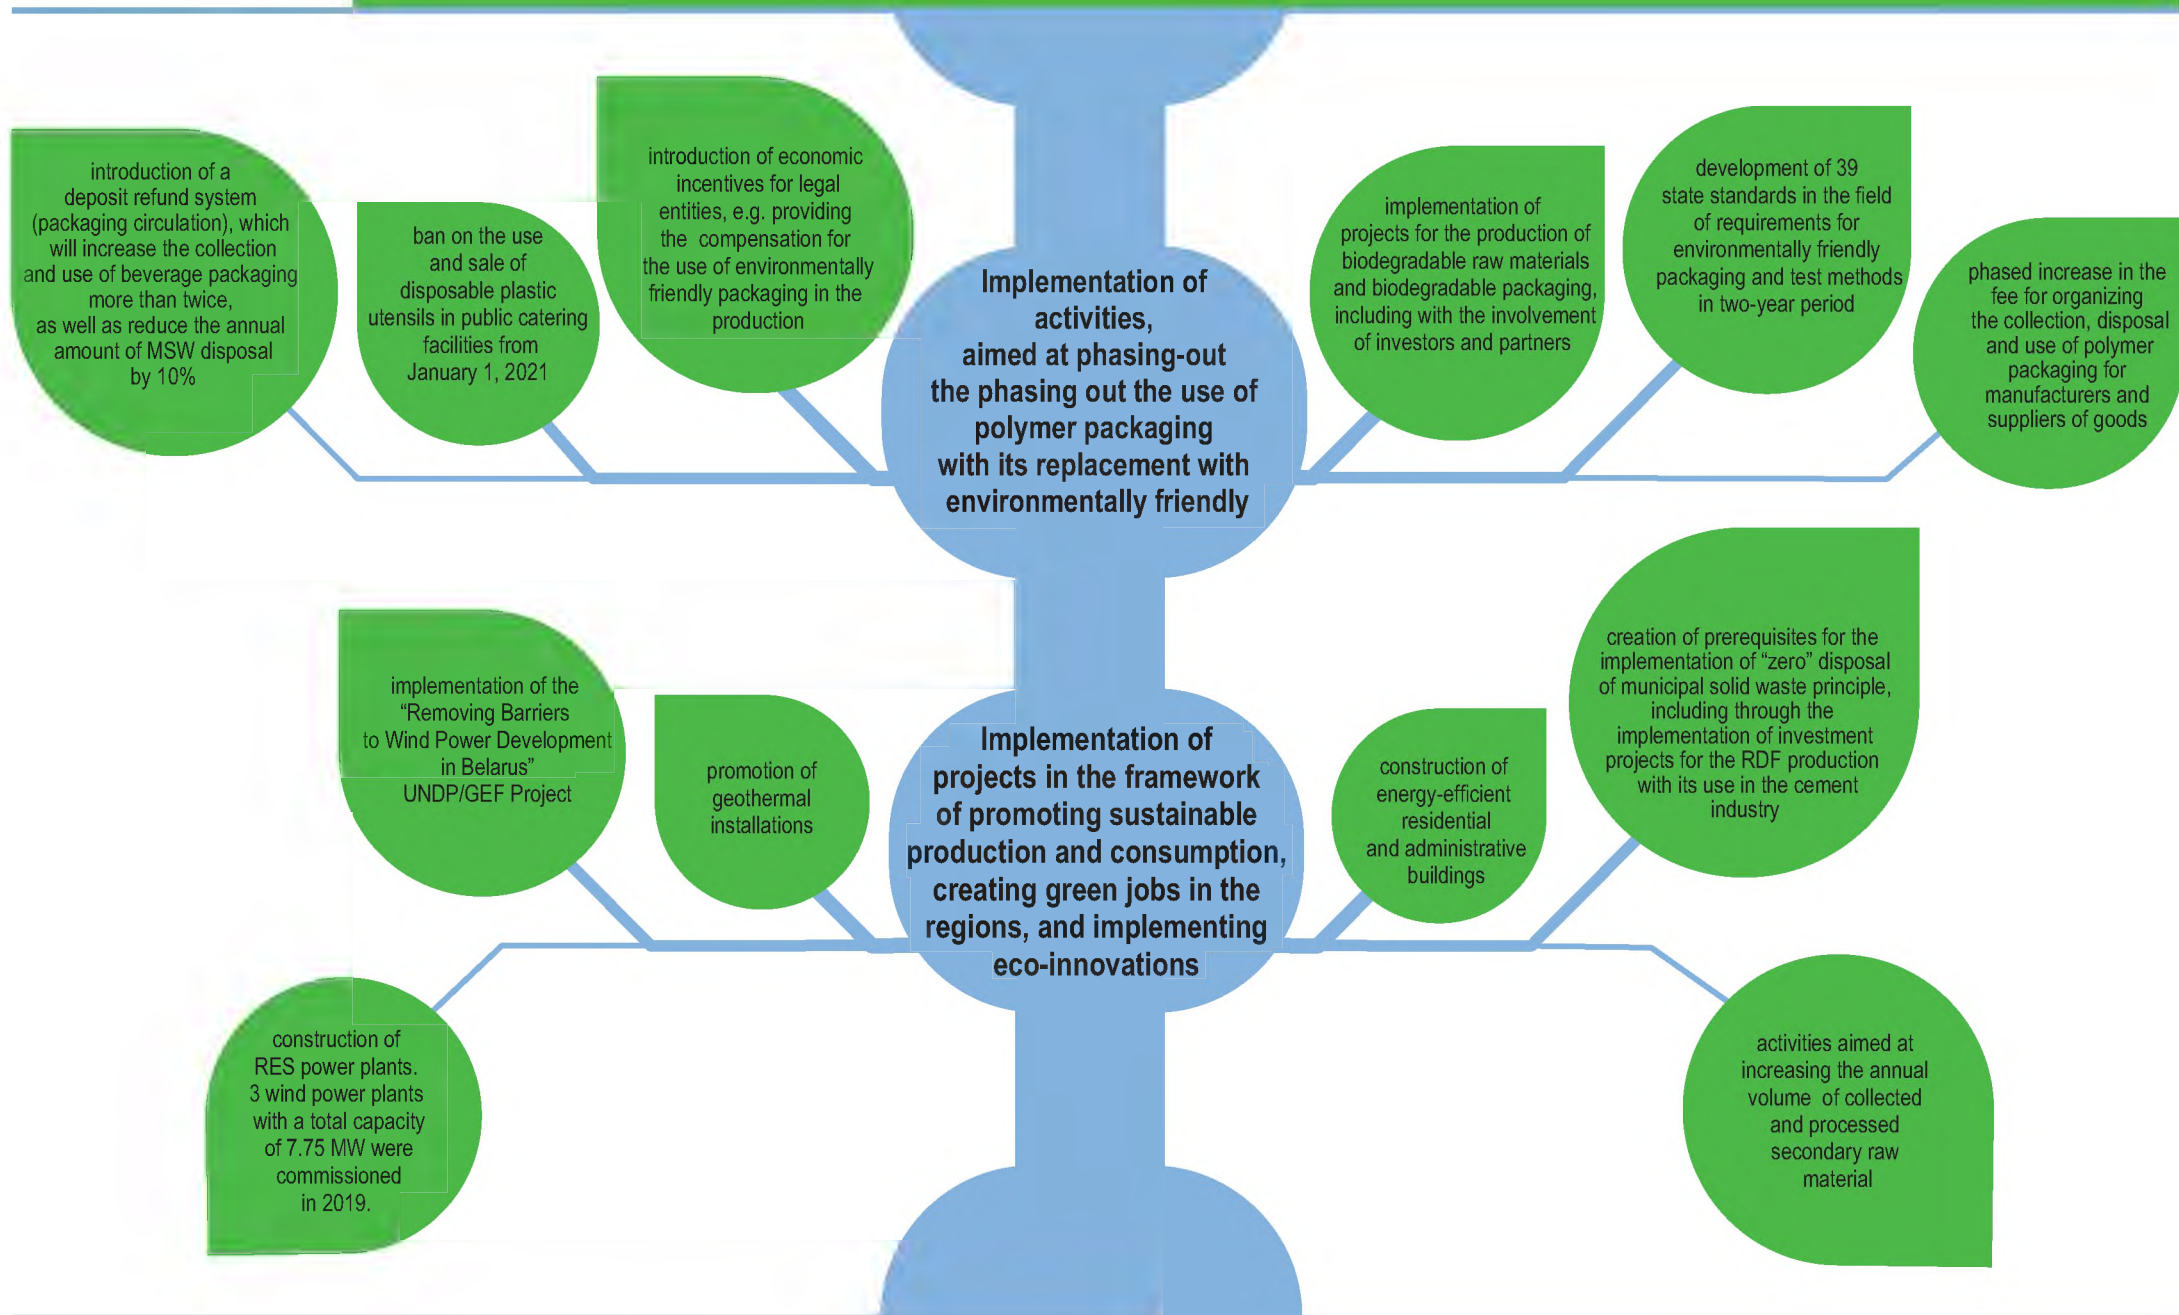 introduction of a
deposit refund system
(packaging circulation), which
will increase the collection
and use of beverage packaging
more than twice,
as well as reduce the annual
amount of MSW disposal
by 10%
ban on the use
and sale of
disposable plastic
utensils in public catering
facilities from
January 1, 2021
introduction of economic
incentives for legal
entities, e.g. providing
the compensation for
the use of environmentally
friendly packaging in the
production
Implementation of
activities,
aimed at phasing-out
the phasing out the use of
polymer packaging
with its replacement with
environmentally friendly
implementation of
projects for the production of
biodegradable raw materials
and biodegradable packaging,
including with the involvement
of investors and partners
development of 39
state standards in the field
of requirements for
environmentally friendly
packaging and test methods
in two-year period
phased increase in the
fee for organizing
the collection, disposal
and use of polymer
packaging for
manufacturers and
suppliers of goods
implementation of the
“Removing Barriers
to Wind Power Development
in Belarus”
UNDP/GEF Project
promotion of
geothermal
installations
Implementation of
projects in the framework
of promoting sustainable
production and consumption,
creating green jobs in the
regions, and implementing
eco-innovations
construction of
energy-efficient
residential
and administrative
buildings
creation of prerequisites for the
implementation of “zero” disposal
of municipal solid waste principle,
including through the
implementation of investment
projects for the RDF production
with its use in the cement
industry
construction of
RES power plants.
3 wind power plants
with a total capacity
of 7.75 MW were
commissioned
in 2019.
activities aimed at
increasing the annual
volume of collected
and processed
secondary raw
material